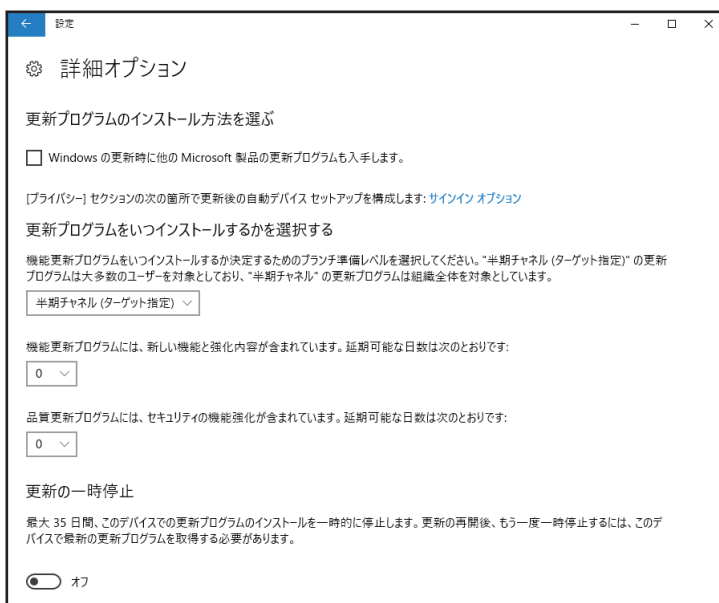 設定
詳細オプション
更新プログラムのインストール方法を選ぶ
Windows の更新時に他の Microsoft 製品の更新プログラムも入手します。
[プライバシー] セクションの次の箇所で更新後の自動デバイス セットアップを構成します: サインイン オプション
更新プログラムをいつインストールするかを選択する
機能更新プログラムをいつインストールするか決定するためのブランチ準備レベルを選択してください。"半期チャネル (ターゲット指定)" の更新
プログラムは大多数のユーザーを対象としており、"半期チャネル" の更新プログラムは組織全体を対象としています。
半期チャネル (ターゲット指定)
機能更新プログラムには、新しい機能と強化内容が含まれています。延期可能な日数は次のとおりです:
0
品質更新プログラムには、セキュリティの機能強化が含まれています。延期可能な日数は次のとおりです:
0
更新の一時停止
最大 35 日間、このデバイスでの更新プログラムのインストールを一時的に停止します。更新の再開後、もう一度一時停止するには、このデ
バイスで最新の更新プログラムを取得する必要があります。
オフ